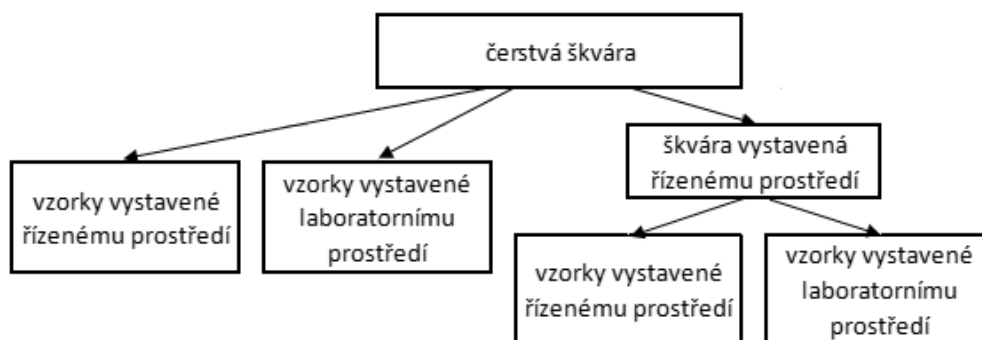 čerstvá škvára
škvára vystavená
řízenému prostředí
vzorky vystavené
řízenému prostředí
vzorky vystavené
laboratornímu
prostředí
vzorky vystavené
řízenému prostředí
vzorky vystavené
laboratornímu
prostředí